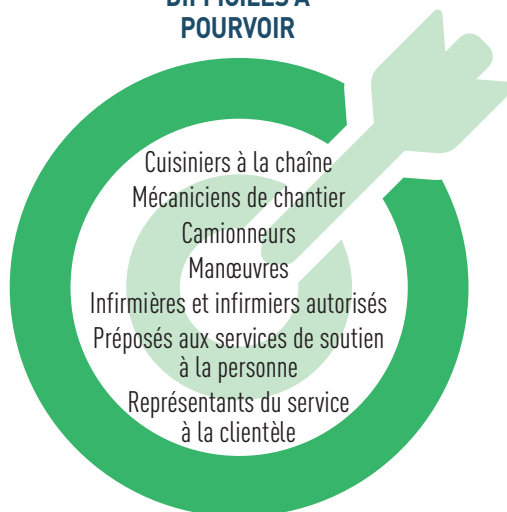 DIFFICILES À
POURVOIR
Cuisiniers à la chaîne
Mécaniciens de chantier
Camionneurs
Manœuvres
Infirmières et infirmiers autorisés
Préposés aux services de soutien
à la personne
Représentants du service
à la clientèle